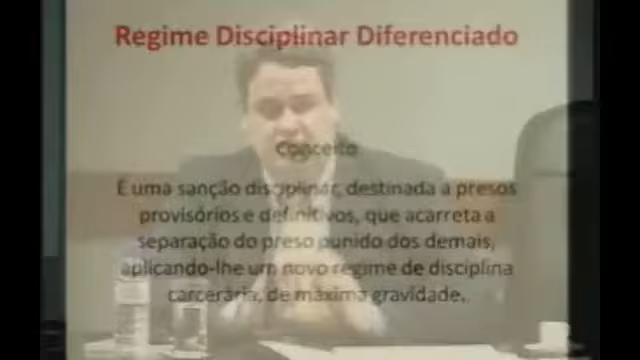 Regime Disciplinar Diferenciado
Conceito
É uma sanção disciplinar, destinada a presos
provisórios e definitivos, que acarreta a
separação do preso punido dos demais,
aplicando-lhe um novo regime de disciplina
carcerária, de máxima gravidade.